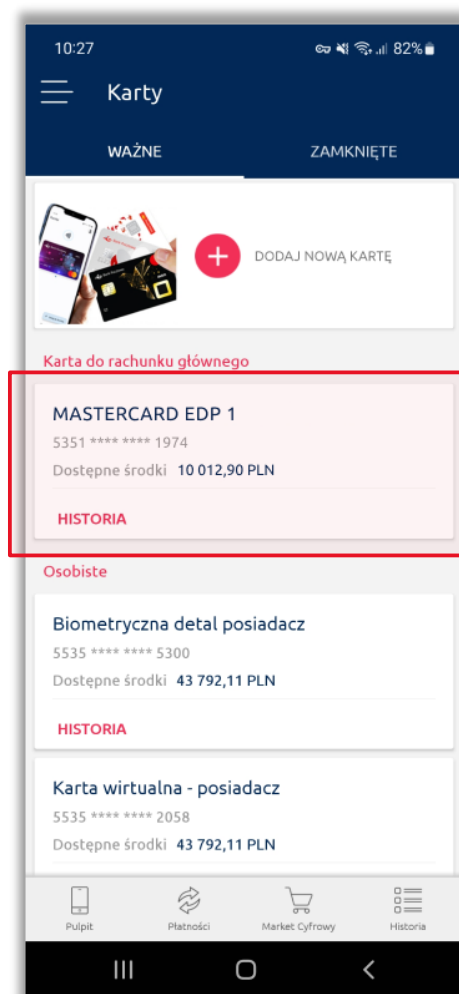 10:27 82%
Karty
WAŻNE ZAMKNIĘTE
DODAJ NOWĄ KARTĘ
Karta do rachunku głównego
MASTERCARD EDP 1
5351 **** **** 1974
Dostępne środki 10 012,90 PLN
HISTORIA
Osobiste
Biometryczna detal posiadacz
5535 **** **** 5300
Dostępne środki 43 792,11 PLN
HISTORIA
Karta wirtualna - posiadacz
5535 **** **** 2058
Dostępne środki 43 792,11 PLN
Pulpit Płatności Market Cyfrowy Historia